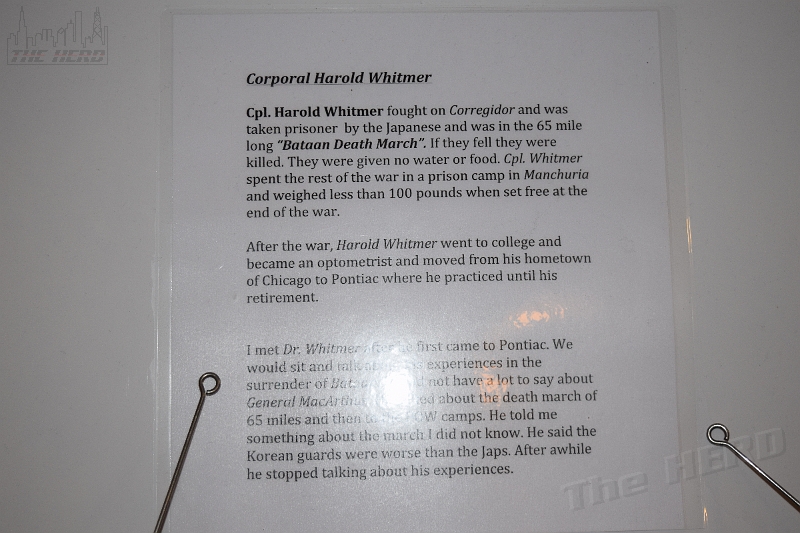 THE HERD
Corporal Harold Whitmer
Cpl. Harold Whitmer fought on Corregidor and was
taken prisoner by the Japanese and was in the 65 mile
long “Bataan Death March”. If they fell they were
killed. They were given no water or food. Cpl. Whitmer
spent the rest of the war in a prison camp in Manchuria
and weighed less than 100 pounds when set free at the
end of the war.
After the war, Harold Whitmer went to college and
became an optometrist and moved from his hometown
of Chicago to Pontiac where he practiced until his
retirement.
I met Dr. Whitmer after he first came to Pontiac. We
would sit and talk about his experiences in the
surrender of not have a lot to say about
General MacArthur about the death march of
65 miles and then to POW camps. He told me
something about the march I did not know. He said the
Korean guards were worse than the Japs. After awhile
he stopped talking about his experiences.
The HERD